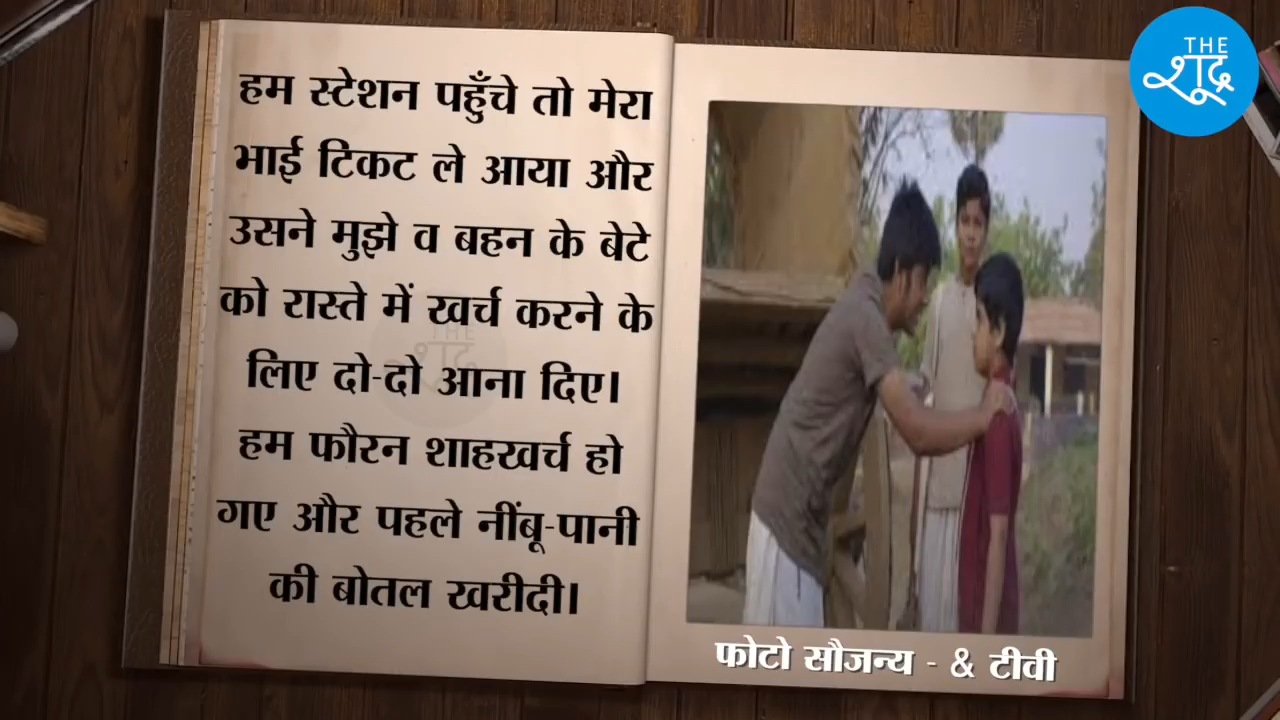 हम स्टेशन पहुँचे तो मेरा
भाई टिकट ले आया और
उसने मुझे व बहन के बेटे
को रास्ते में खर्च करने के
लिए दो-दो आना दिए।
हम फौरन शाहखर्च हो
गए और पहले नींबू-पानी
की बोतल खरीदी।
THE
शूद्र
THE
शूद्र
फोटो सौजन्य - & टीवी